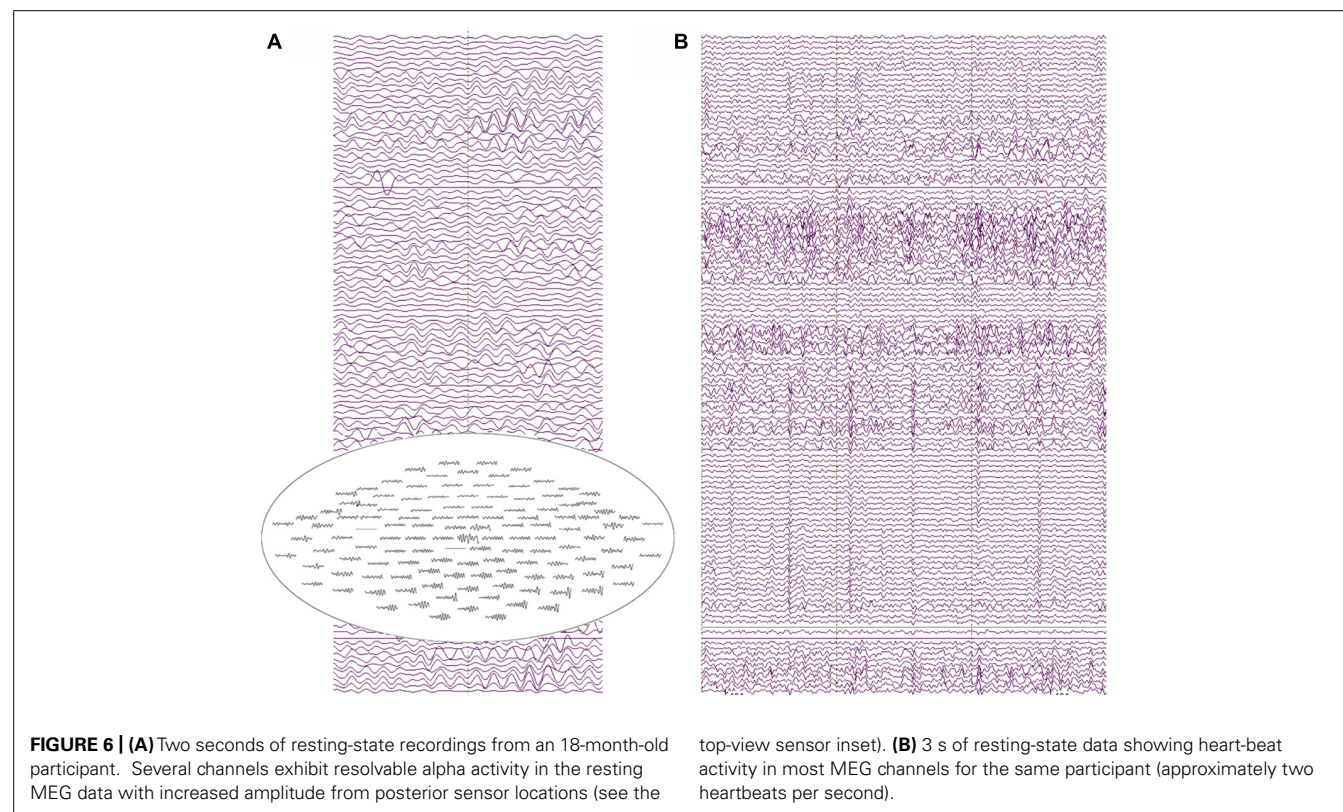 A
B
FIGURE 6 | (A) Two seconds of resting-state recordings from an 18-month-old
participant. Several channels exhibit resolvable alpha activity in the resting
MEG data with increased amplitude from posterior sensor locations (see the
top-view sensor inset). (B) 3 s of resting-state data showing heart-beat
activity in most MEG channels for the same participant (approximately two
heartbeats per second).